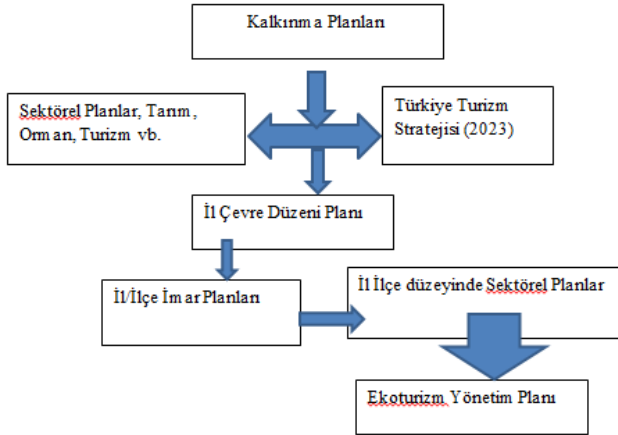 Kalkınma Planları
Sektörel Planlar, Tarım,
Orman, Turizm vb.
Türkiye Turizm
Stratejisi (2023)
İl Çevre Düzeni Planı
İl/İlçe İmar Planları
İl İlçe düzeyinde Sektörel Planlar
Ekoturizm Yönetim Planı